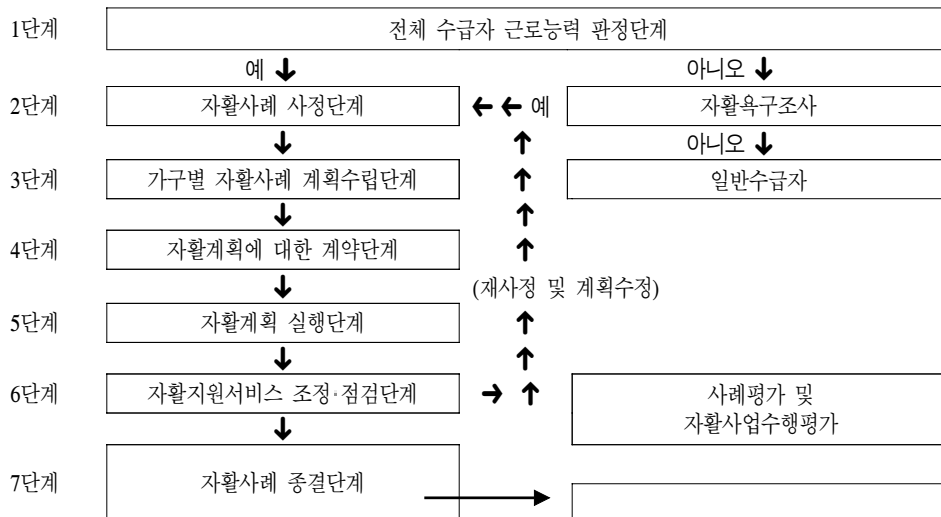 1단계 전체 수급자 근로능력 판정단계
예 아니오
2단계 자활사례 사정단계 예 자활욕구조사
아니오
3단계 가구별 자활사례 계획수립단계 일반수급자
4단계 자활계획에 대한 계약단계
(재사정 및 계획수정)
5단계 자활계획 실행단계
6단계 자활지원서비스 조정·점검단계 사례평가 및
자활사업수행평가
7단계 자활사례 종결단계